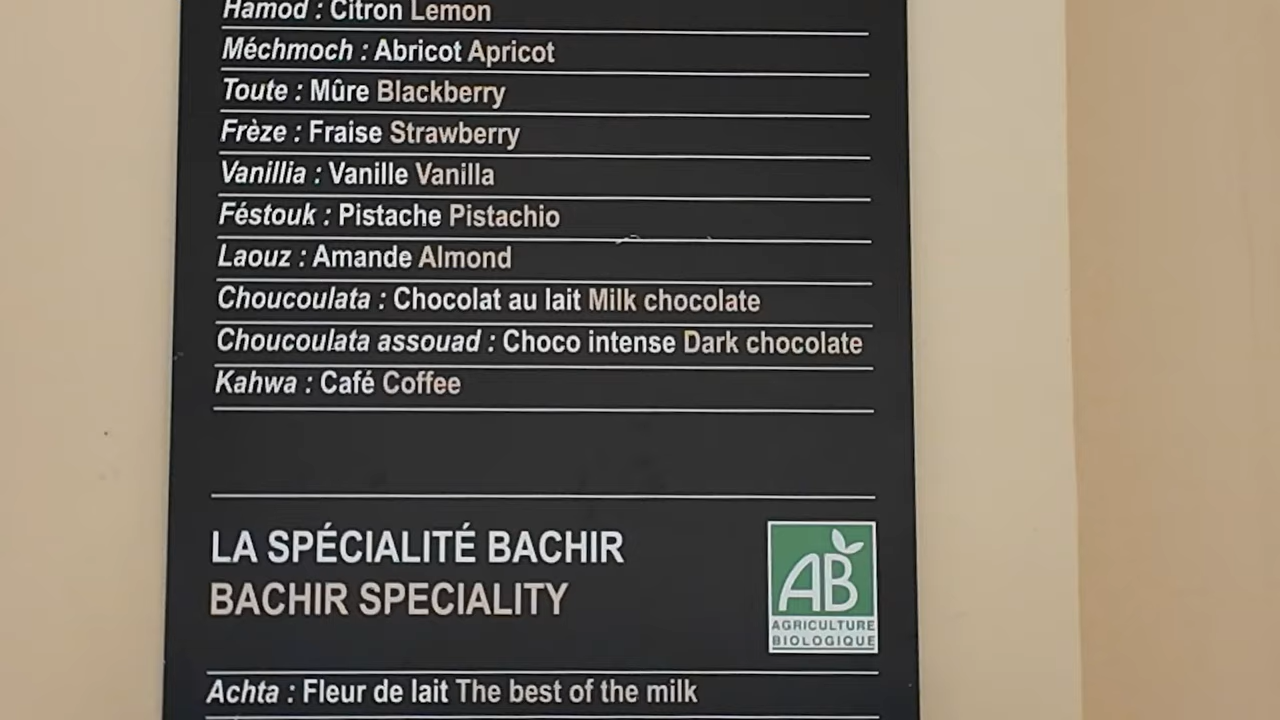 Hamod : Citron Lemon
Méchmoch : Abricot Apricot
Toute : Mûre Blackberry
Frèze : Fraise Strawberry
Vanillia : Vanille Vanilla
Féstouk : Pistache Pistachio
Laouz : Amande Almond
Choucoulata : Chocolat au lait Milk chocolate
Choucoulata assouad : Choco intense Dark chocolate
Kahwa : Café Coffee
LA SPÉCIALITÉ BACHIR
BACHIR SPECIALITY
AB
AGRICULTURE
BIOLOGIQUE
Achta : Fleur de lait The best of the milk